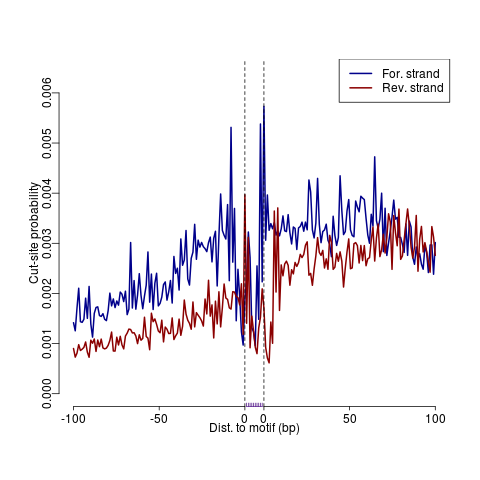 For. strand
Rev. strand
Cut-site probability
0.006
0.005
0.004
0.003
0.002
0.001
0.000
-100 -50 0 0 50 100
Dist. to motif (bp)